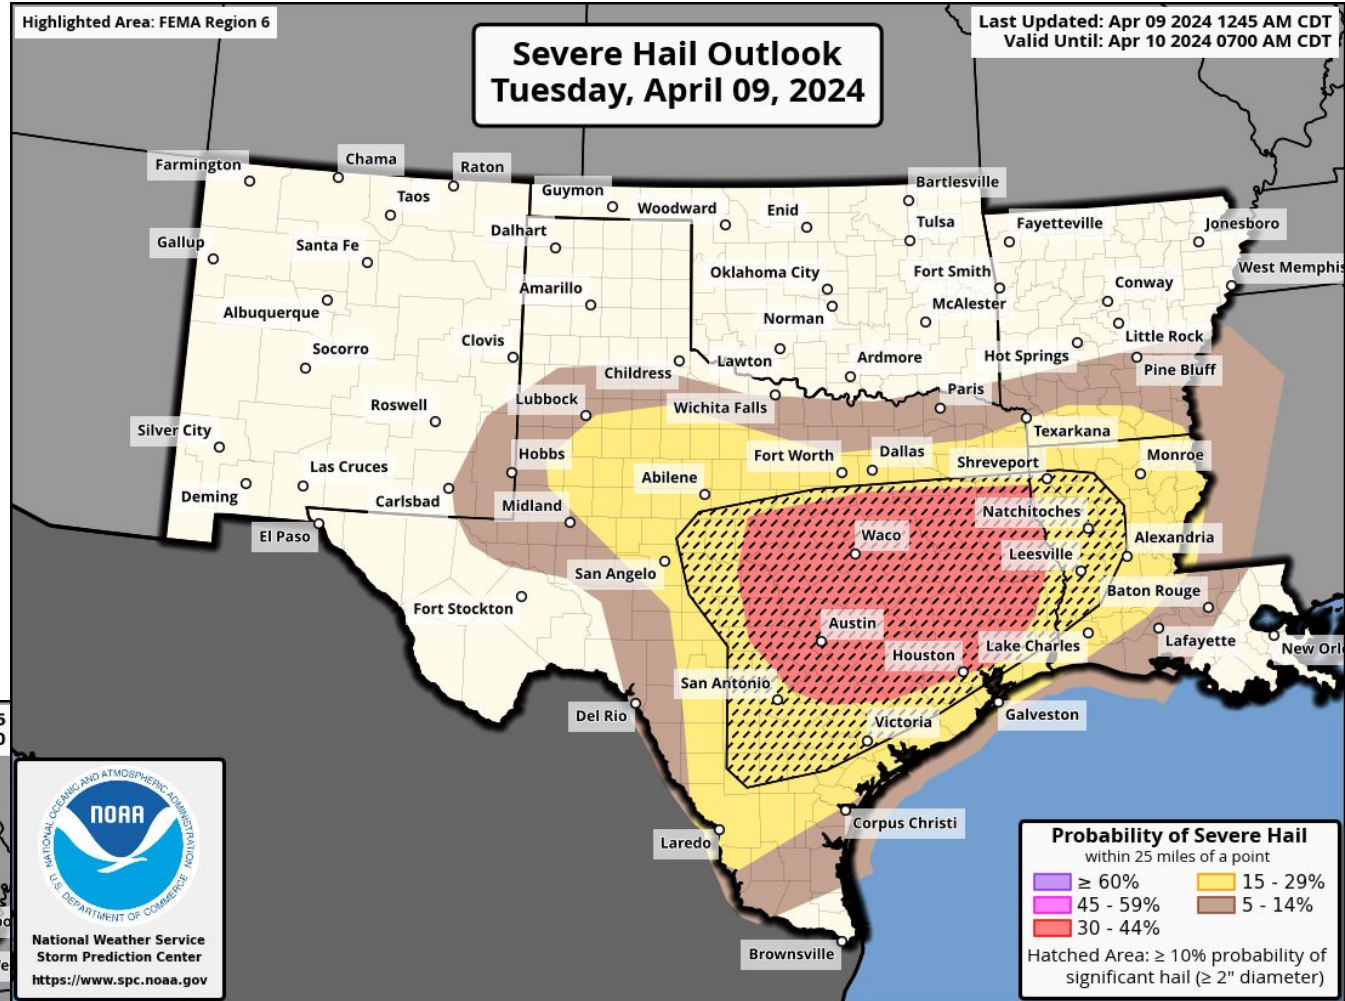 Highlighted Area: FEMA Region 6
Severe Hail Outlook
Tuesday, April 09, 2024
Last Updated: Apr 09 2024 1245 AM CDT
Valid Until: Apr 10 2024 0700 AM CDT
Farmington
Chama
Raton
Taos
Guymon
Woodward
Enid
Bartlesville
Gallup
Santa Fe
Dalhart
Tulsa
Fayetteville
Jonesboro
Albuquerque
Amarillo
Oklahoma City
Fort Smith
West Memphis
Norman
McAlester
Conway
Socorro
Clovis
Lawton
Ardmore
Hot Springs
Little Rock
Childress
Pine Bluff
Roswell
Lubbock
Wichita Falls
Paris
Silver City
Texarkana
Las Cruces
Hobbs
Fort Worth
Dallas
Shreveport
Monroe
Deming
Carlsbad
Midland
Abilene
Natchitoches
El Paso
Waco
Leesville
Alexandria
San Angelo
Baton Rouge
Fort Stockton
Austin
Houston
Lake Charles
Lafayette
New Orl
San Antonio
Del Rio
Victoria
Galveston
Laredo
Corpus Christi
Brownsville
NATIONAL OCEANIC AND ATMOSPHERIC ADMINISTRATION
NOAA
U.S. DEPARTMENT OF COMMERCE
National Weather Service
Storm Prediction Center
https://www.spc.noaa.gov
Probability of Severe Hail
within 25 miles of a point
≥ 60%
15 - 29%
45 - 59%
5 - 14%
30 - 44%
Hatched Area: ≥ 10% probability of
significant hail (≥ 2" diameter)